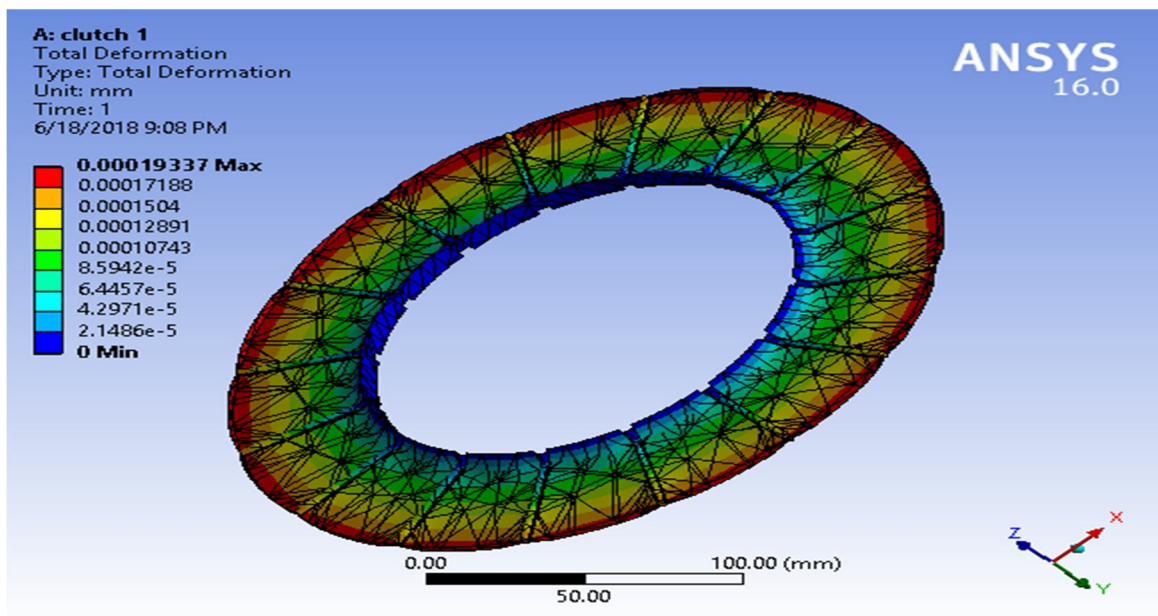 A: clutch 1
Total Deformation
Type: Total Deformation
Unit: mm
Time: 1
6/18/2018 9:08 PM
ANSYS
16.0
0.00019337 Max
0.00017188
0.0001504
0.00012891
0.00010743
8.5942e-5
6.4457e-5
4.2971e-5
2.1486e-5
0 Min
0.00
100.00 (mm)
50.00
X
Z
Y